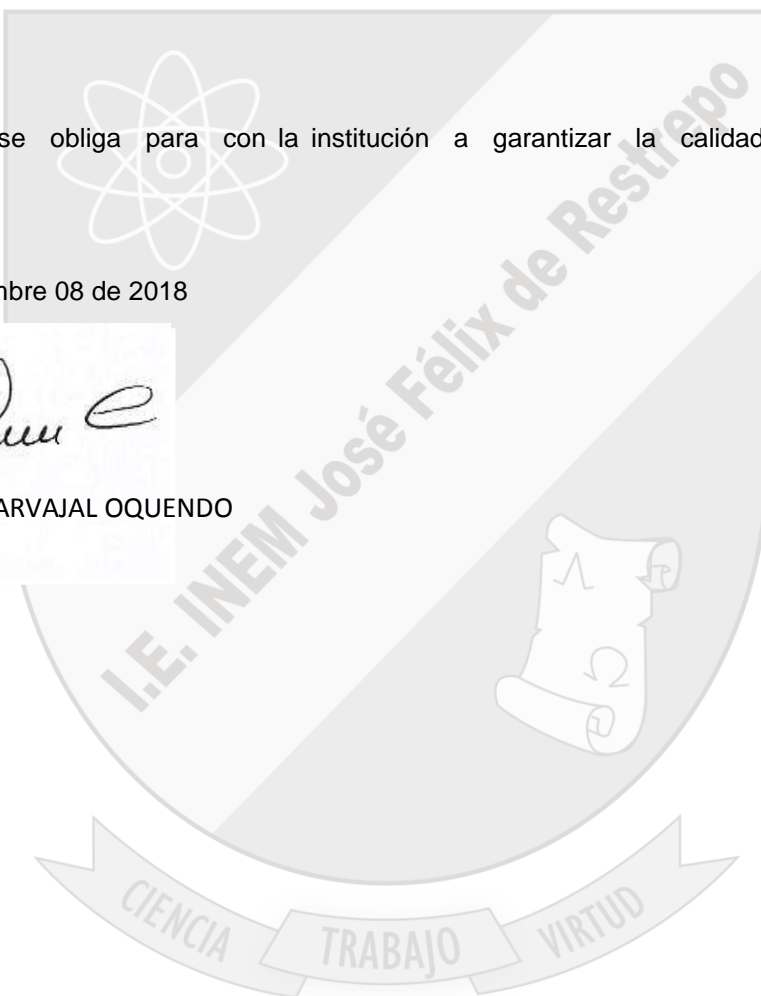 se obliga para con la institución a garantizar la calidad
mbre 08 de 2018
ARVAJAL OQUENDO
I.E. INEM José Félix de Restrepo
CIENCIA TRABAJO VIRTUD